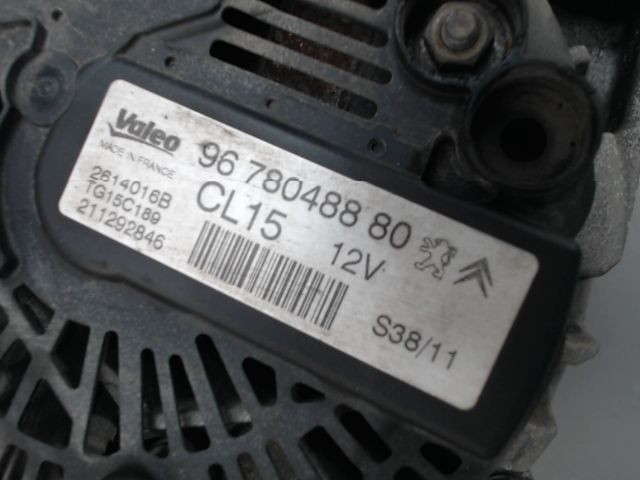 Valeo
MADE IN FRANCE
96 780488 80
2614016B
TG15C189
211292846
CL15
12V
S38/11